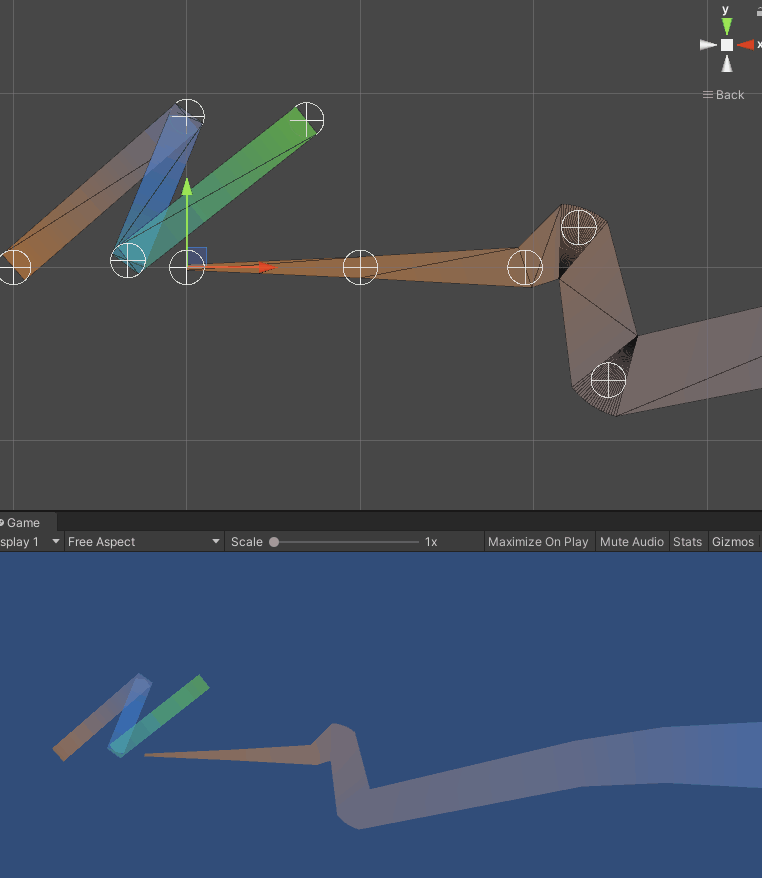 y
x
Back
Game
splay 1
Free Aspect
Scale
1x
Maximize On Play
Mute Audio
Stats
Gizmos